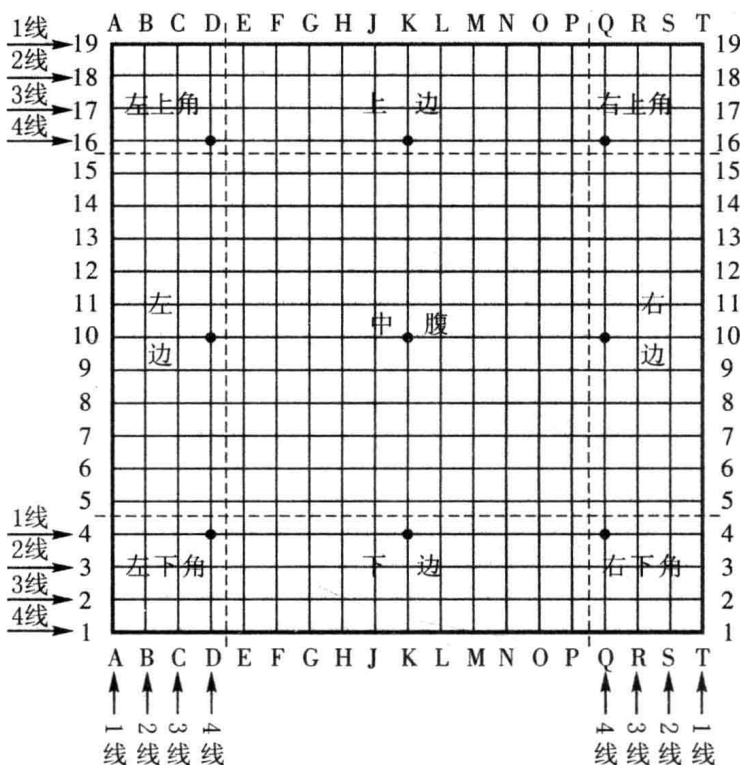 A B C D E F G H J K L M N O P Q R S T
1线 19 19
2线 18 18
3线 17 左上角 上 边 右上角 17
4线 16 16
15 15
14 14
13 13
12 12
11 左 右 11
10 中 腹 10
9 边 边 9
8 8
7 7
6 6
5 5
1线 4 4
2线 3 左下角 下 边 右下角 3
3线 2 2
4线 1 1
A B C D E F G H J K L M N O P Q R S T
1线 2线 3线 4线 4线 3线 2线 1线